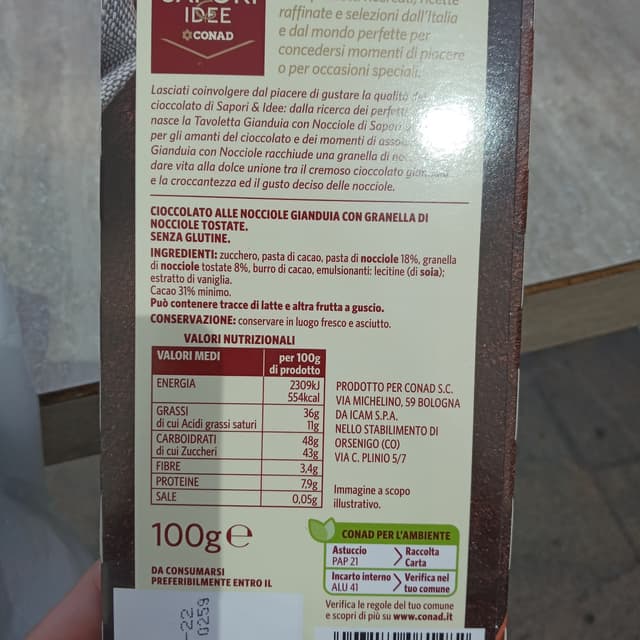 SAPORI
IDEE
CONAD
raffinate e selezioni dall'Italia
e dal mondo perfette per
concedersi momenti di piacere
o per occasioni speciali.
Lasciati coinvolgere dal piacere di gustare la qualità del
cioccolato di Sapori & Idee: dalla ricerca dei
nasce la Tavoletta Gianduia con Nocciole di
per gli amanti del cioccolato e dei momenti di
Gianduia con Nocciole racchiude una granella di
dare vita alla dolce unione tra il cremoso cioccolato
e la croccantezza ed il gusto deciso delle nocciole.
CIOCCOLATO ALLE NOCCIOLE GIANDUIA CON GRANELLA DI
NOCCIOLE TOSTATE.
SENZA GLUTINE.
INGREDIENTI: zucchero, pasta di cacao, pasta di nocciole 18%, granella
di nocciole tostate 8%, burro di cacao, emulsionanti: lecitine (di soia);
estratto di vaniglia.
Cacao 31% minimo.
Può contenere tracce di latte e altra frutta a guscio.
CONSERVAZIONE: conservare in luogo fresco e asciutto.
VALORI NUTRIZIONALI
VALORI MEDI per 100g
di prodotto
ENERGIA 2309kJ
554kcal
GRASSI 36g
di cui Acidi grassi saturi 11g
CARBOIDRATI 48g
di cui Zuccheri 43g
FIBRE 3,4g
PROTEINE 7,9g
SALE 0,05g
PRODOTTO PER CONAD S.C.
VIA MICHELINO, 59 BOLOGNA
DA ICAM S.P.A.
NELLO STABILIMENTO DI
ORSENIGO (CO)
VIA C. PLINIO 5/7
Immagine a scopo
illustrativo.
100g e
DA CONSUMARSI
PREFERIBILMENTE ENTRO IL
CONAD PER L'AMBIENTE
Astuccio Raccolta
PAP 21 Carta
Incarto interno Verifica nel
ALU 41 tuo comune
Verifica le regole del tuo comune
e scopri di più su www.conad.it
-22
0259